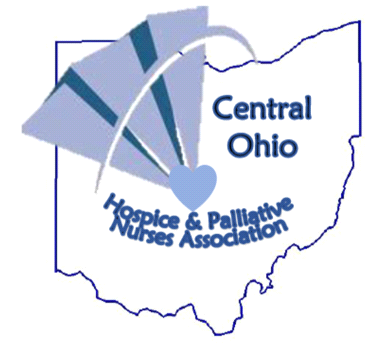 Central
Ohio
Hospice & Palliative
Nurses Association